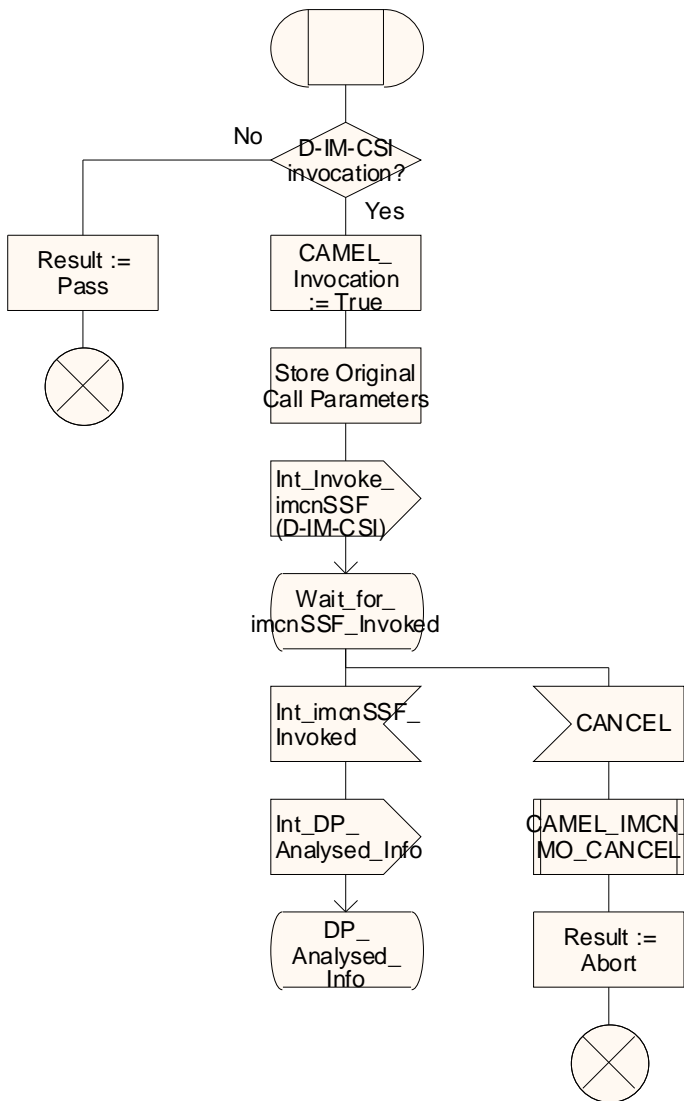 No
D-IM-CSI
invocation?
Yes
Result :=
Pass
CAMEL_
Invocation
:= True
Store Original
Call Parameters
Int_Invoke_
imcnSSF
(D-IM-CSI)
Wait_for_
imcnSSF_Invoked
Int_imcnSSF_
Invoked
CANCEL
Int_DP_
Analysed_Info
CAMEL_IMCN_
MO_CANCEL
DP_
Analysed_
Info
Result :=
Abort